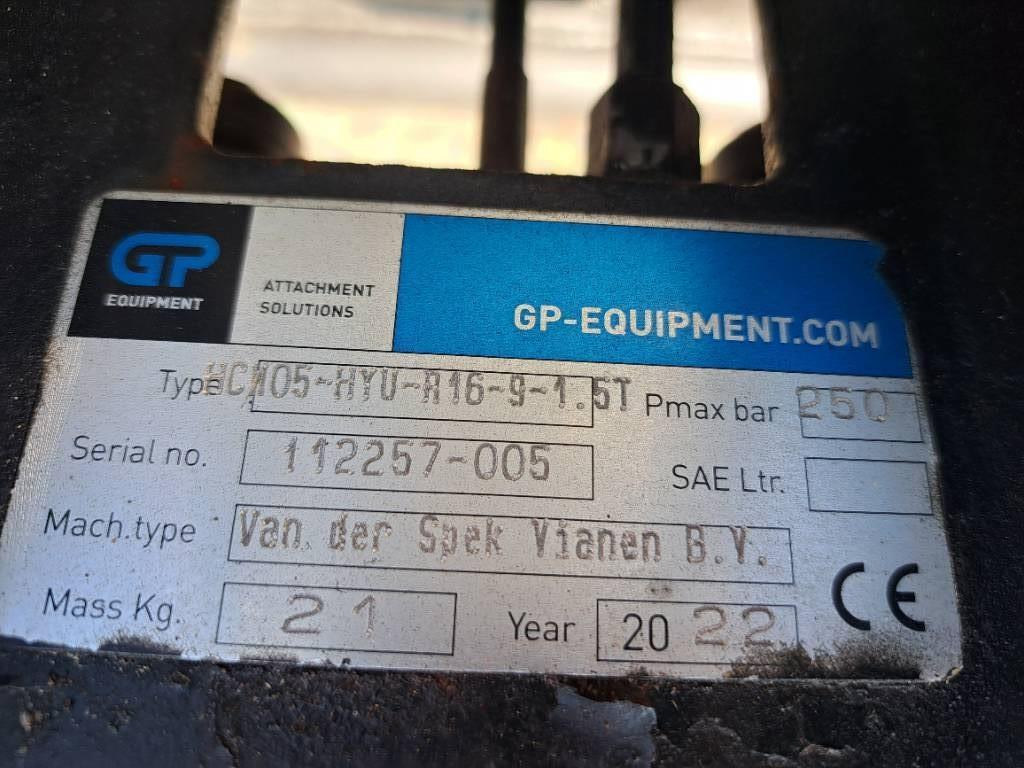 GP
EQUIPMENT
ATTACHMENT
SOLUTIONS
GP-EQUIPMENT.COM
Type HCM05-HYU-R16-9-1.5T Pmax bar 250
Serial no. 112257-005 SAE Ltr.
Mach.type Van der Spek Vianen B.V.
Mass Kg. 21 Year 2022 CE